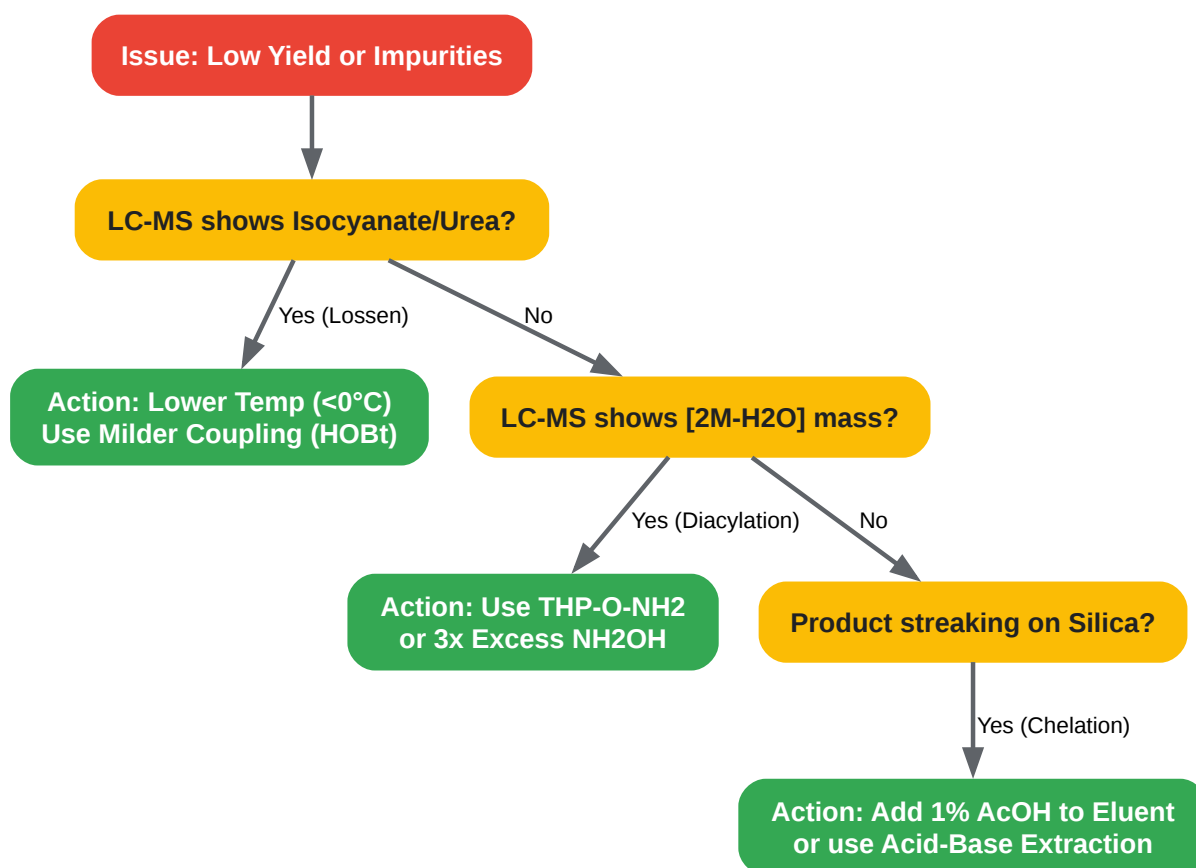 Issue: Low Yield or Impurities
LC-MS shows Isocyanate/Urea?
Yes (Lossen)
No
Action: Lower Temp (<0°C)
Use Milder Coupling (HOBt)
LC-MS shows [2M-H2O] mass?
Yes (Diacylation)
No
Action: Use THP-O-NH2
or 3x Excess NH2OH
Product streaking on Silica?
Yes (Chelation)
Action: Add 1% AcOH to Eluent
or use Acid-Base Extraction